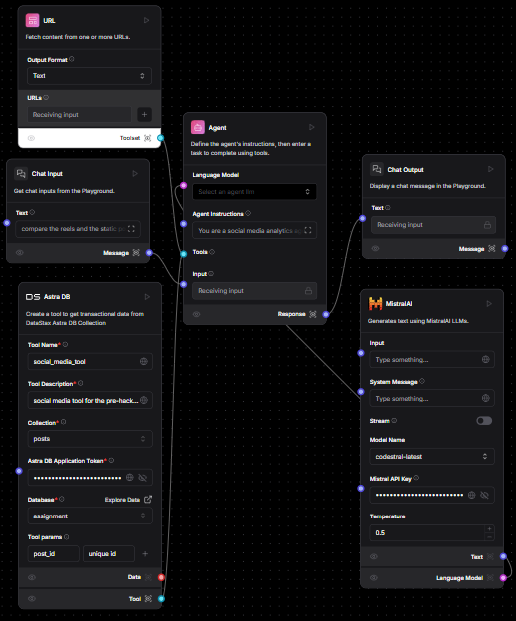 URL
Fetch content from one or more URLs.
Output Format
Text
URLs
Receiving input
Toolset
Chat Input
Get chat inputs from the Playground.
Text
compare the reels and the static
Message
Astra DB
Create a tool to get transactional data from
DataStax Astra DB Collection
Tool Name*
social_media_tool
Tool Description*
social media tool for the pre-hack...
Collection*
posts
Astra DB Application Token*
Database*
Explore Data
assignment
Tool params
post_id
unique id
Data
Tool
Agent
Define the agent's instructions, then enter a
task to complete using tools.
Language Model
Select an agent llm
Agent Instructions
You are a social media analytics
Tools
Input
Receiving input
Response
Chat Output
Display a chat message in the Playground.
Text
Receiving input
Message
MistralAI
Generates text using MistralAI LLMs.
Input
Type something...
System Message
Type something...
Stream
Model Name
codestral-latest
Mistral API Key
Temperature
0.5
Text
Language Model